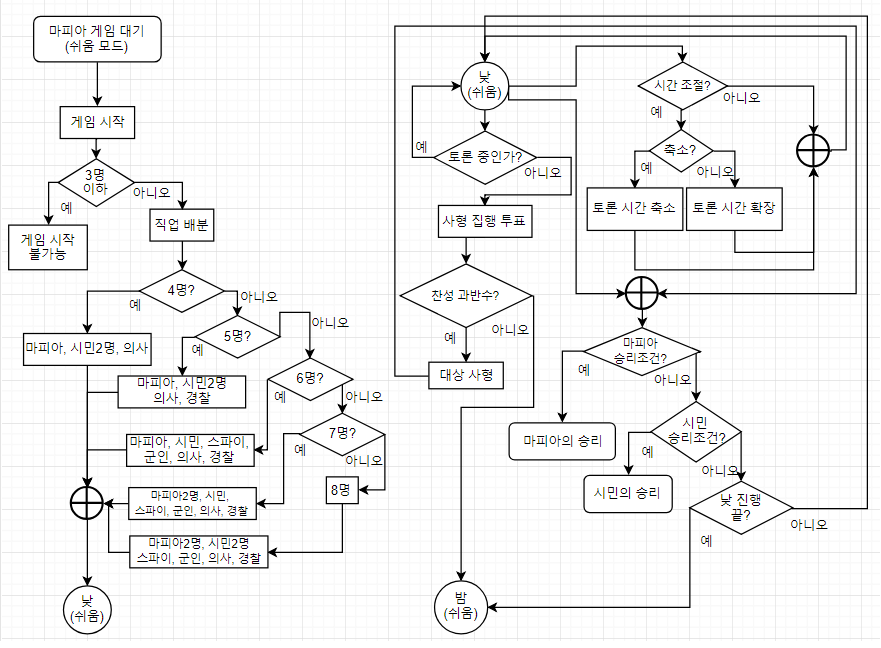 마피아 게임 대기
(쉬움 모드)
게임 시작
3명
이하
예
아니오
게임 시작
불가능
직업 배분
4명?
예
아니오
마피아, 시민2명, 의사
5명?
예
아니오
마피아, 시민2명
의사, 경찰
6명?
예
아니오
마피아, 시민, 스파이,
군인, 의사, 경찰
7명?
예
아니오
8명
마피아2명, 시민,
스파이, 군인, 의사, 경찰
마피아2명, 시민2명
스파이, 군인, 의사, 경찰
낮
(쉬움)
낮
(쉬움)
토론 중인가?
예
아니오
사형 집행 투표
찬성 과반수?
예
아니오
대상 사형
밤
(쉬움)
시간 조절?
예
아니오
축소?
예
아니오
토론 시간 축소
토론 시간 확장
마피아
승리조건?
예
아니오
마피아의 승리
시민
승리조건?
예
아니오
시민의 승리
낮 진행
끝?
예
아니오